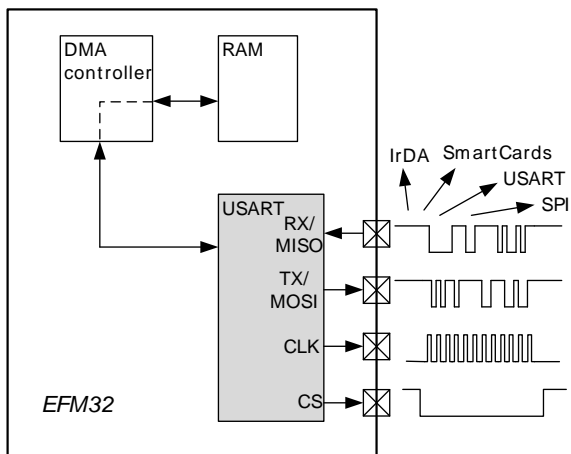 DMA
controller
RAM
IrDA
SmartCards
USART
SPI
USART
RX/
MISO
TX/
MOSI
CLK
CS
EFM32